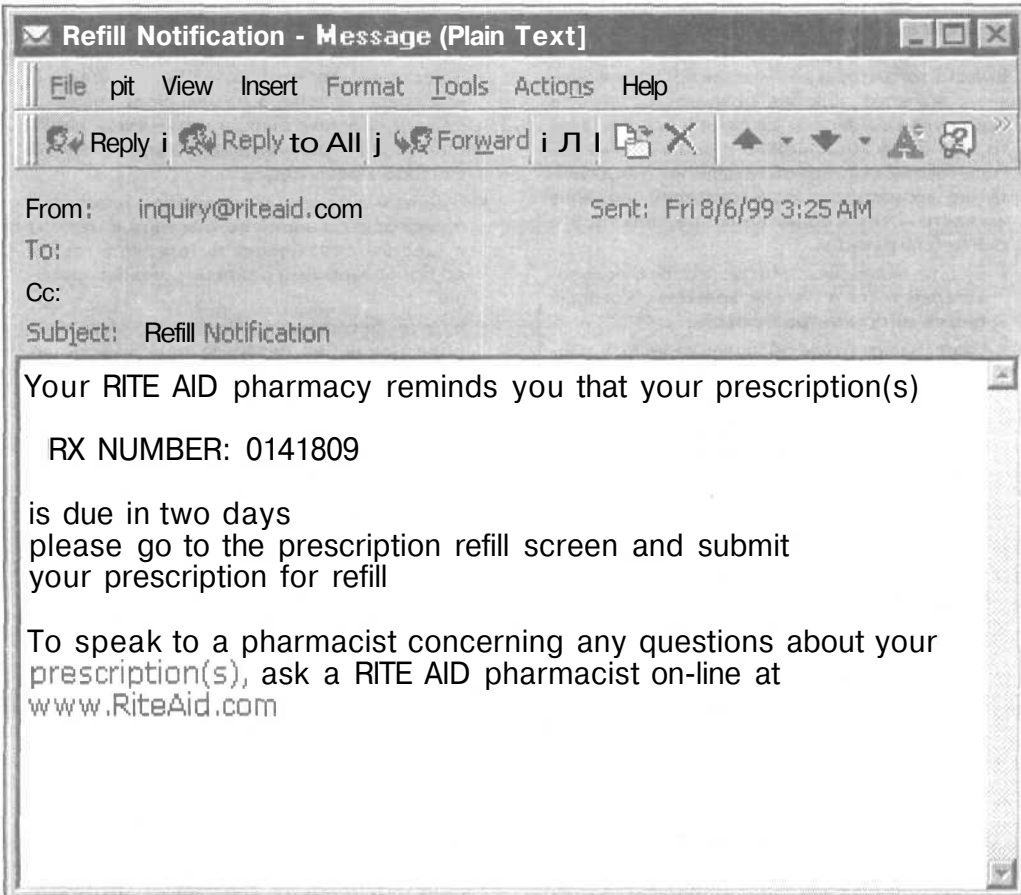 Refill Notification - Message (Plain Text]
File pit View Insert Format Tools Actions Help
Reply i Reply to All j Forward i Л I
From: inquiry@riteaid.com Sent: Fri 8/6/99 3:25 AM
To:
Cc:
Subject: Refill Notification
Your RITE AID pharmacy reminds you that your prescription(s)
RX NUMBER: 0141809
is due in two days
please go to the prescription refill screen and submit
your prescription for refill
To speak to a pharmacist concerning any questions about your
prescription(s), ask a RITE AID pharmacist on-line at
www.RiteAid.com